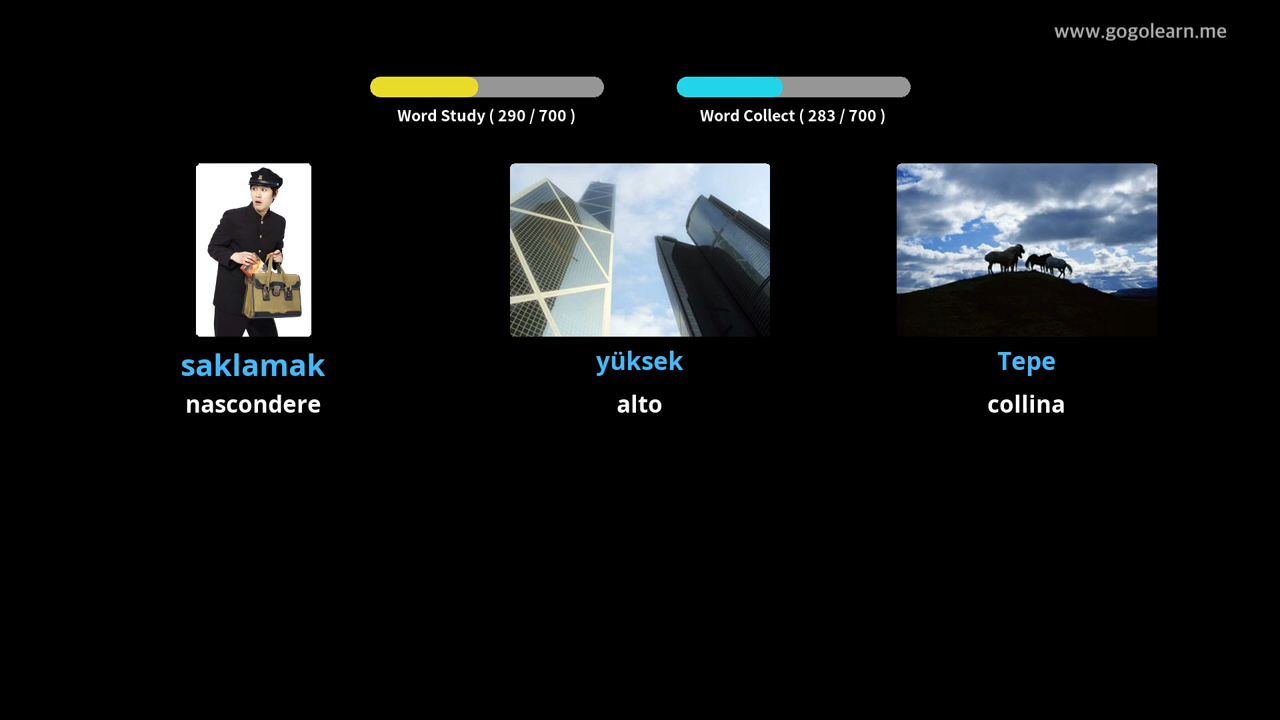 www.gogolearn.me
Word Study ( 290 / 700 )
Word Collect ( 283 / 700 )
saklamak
nascondere
yüksek
alto
Tepe
collina